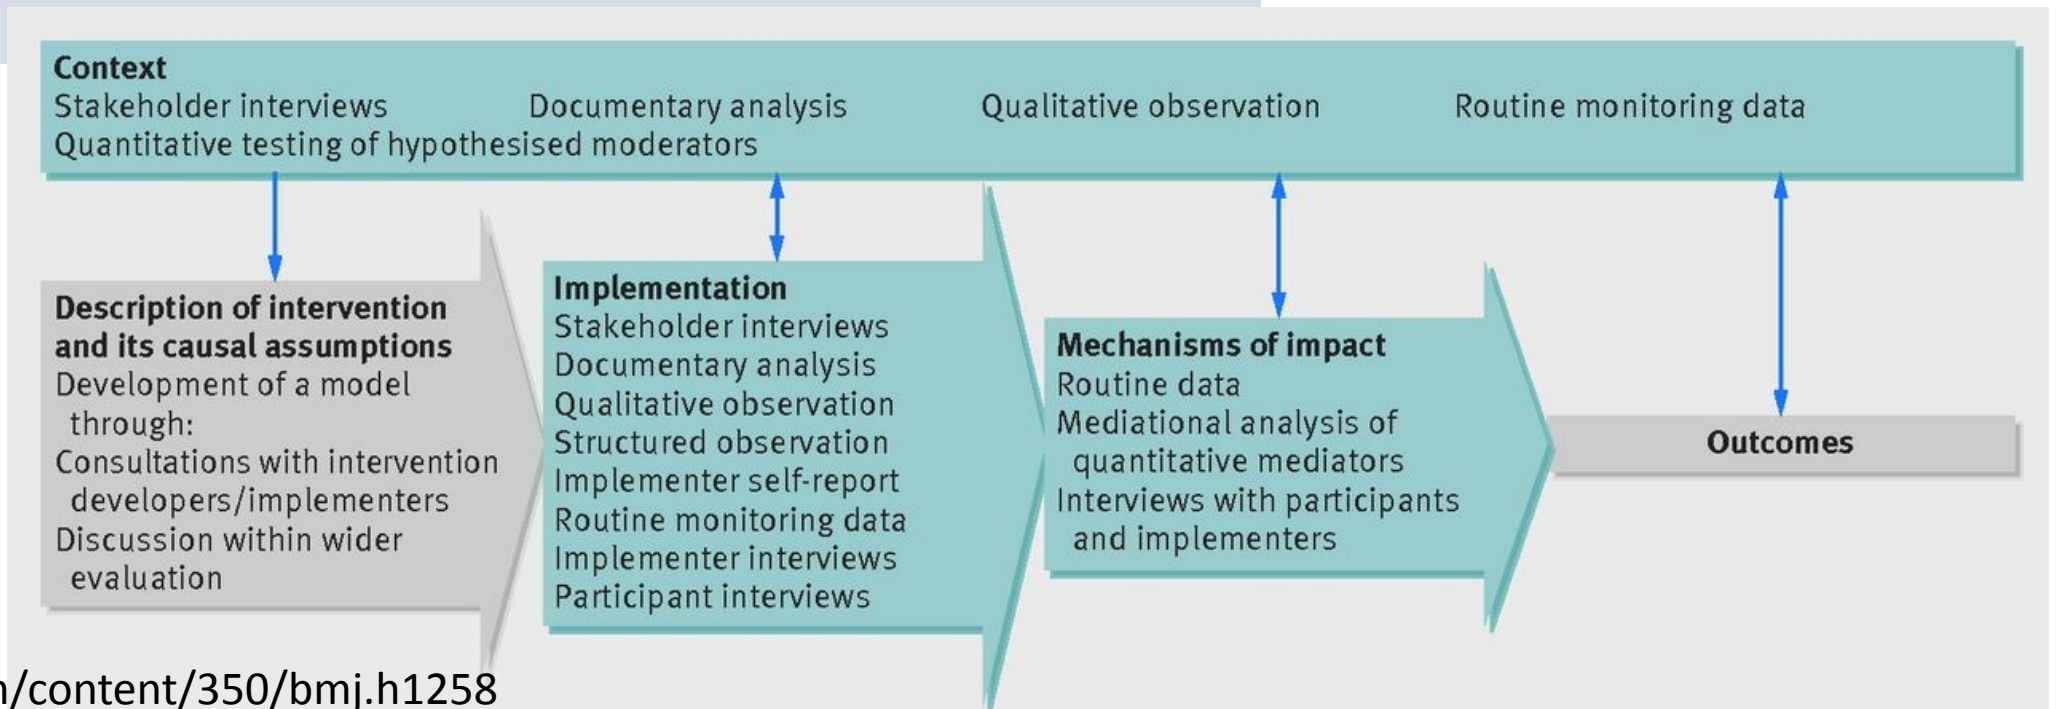 Context
Stakeholder interviews Documentary analysis Qualitative observation Routine monitoring data
Quantitative testing of hypothesised moderators
Description of intervention
and its causal assumptions
Development of a model
through:
Consultations with intervention
developers/implementers
Discussion within wider
evaluation
Implementation
Stakeholder interviews
Documentary analysis
Qualitative observation
Structured observation
Implementer self-report
Routine monitoring data
Implementer interviews
Participant interviews
Mechanisms of impact
Routine data
Mediational analysis of
quantitative mediators
Interviews with participants
and implementers
Outcomes
/content/350/bmj.h1258